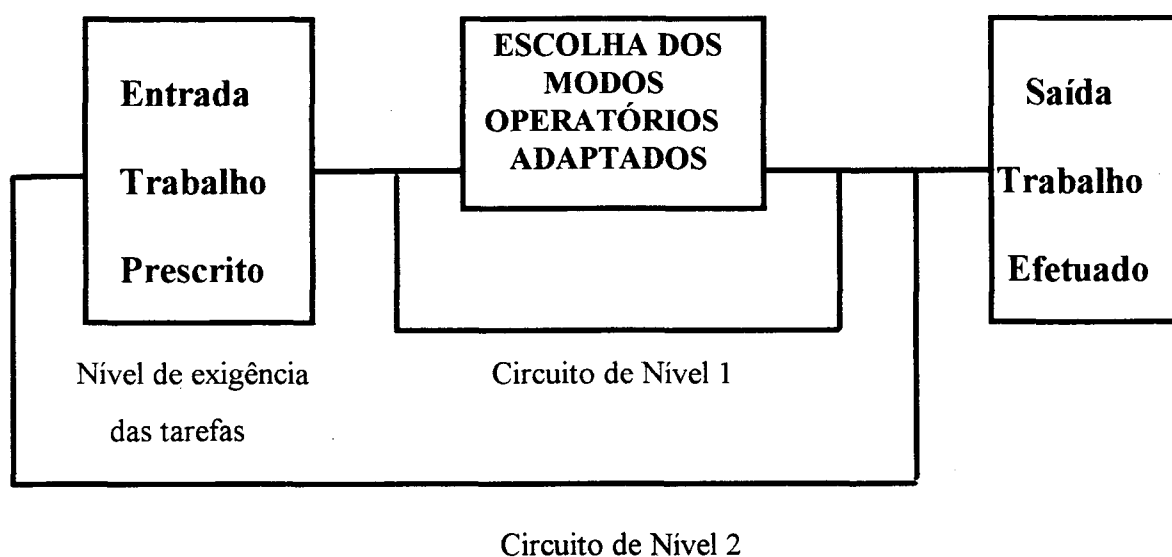 Entrada
Trabalho
Prescrito
ESCOLHA DOS
MODOS
OPERATÓRIOS
ADAPTADOS
Saída
Trabalho
Efetuado
Nível de exigência
das tarefas
Circuito de Nível 1
Circuito de Nível 2